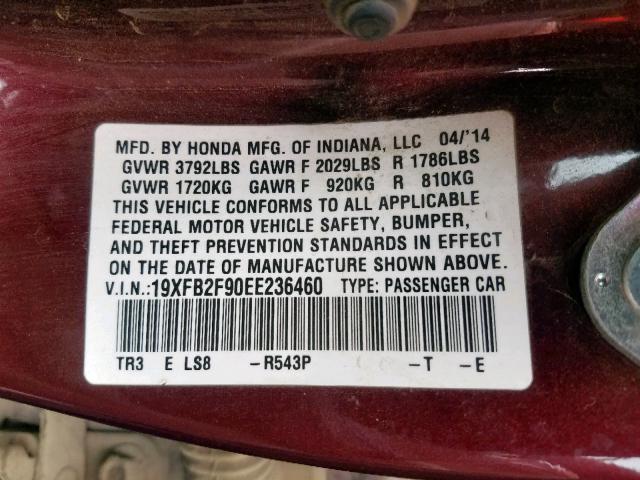 MFD. BY HONDA MFG. OF INDIANA, LLC 04/'14
GVWR 3792LBS GAWR F 2029LBS R 1786LBS
GVWR 1720KG GAWR F 920KG R 810KG
THIS VEHICLE CONFORMS TO ALL APPLICABLE
FEDERAL MOTOR VEHICLE SAFETY, BUMPER,
AND THEFT PREVENTION STANDARDS IN EFFECT
ON THE DATE OF MANUFACTURE SHOWN ABOVE.
V.I.N.:19XFB2F90EE236460 TYPE: PASSENGER CAR
TR3 E LS8 -R543P -T -E